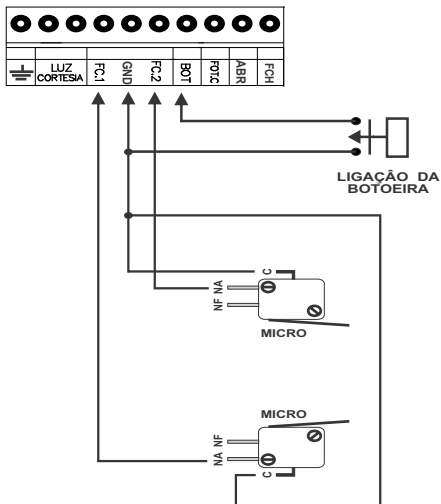 LUZ
CORTESIA
FC.1
GND
FC.2
BOT
FOT.C
ABR
FCH
LIGAÇÂO DA
BOTOEIRA
C
NA
NF
MICRO
MICRO
NF
NA
C